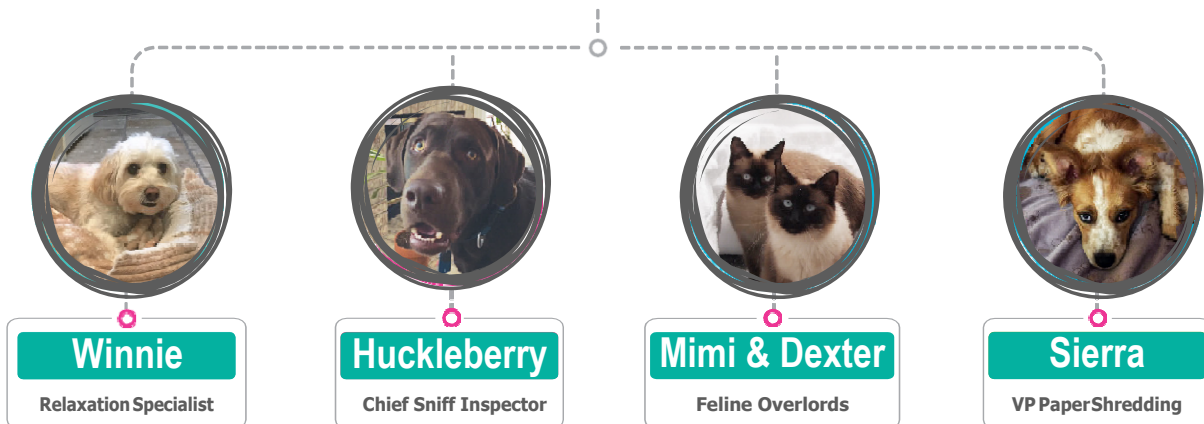 Winnie
Relaxation Specialist
Huckleberry
Chief Sniff Inspector
Mimi & Dexter
Feline Overlords
Sierra
VP Paper Shredding